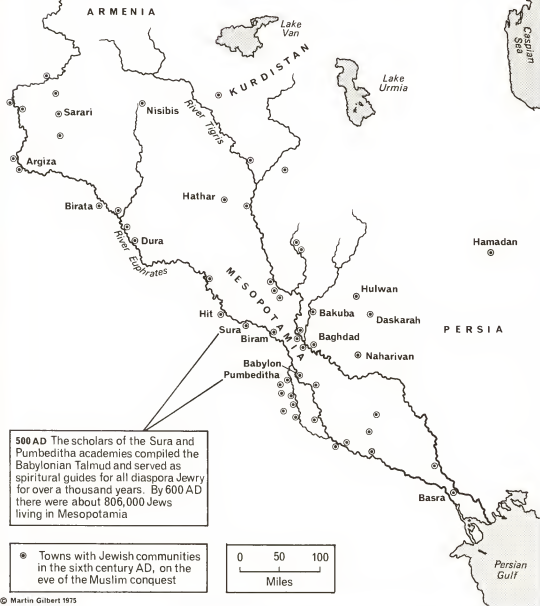 ARMENIA
Lake
Van
Caspian
Sea
KURDISTAN
Lake
Urmia
Sarari
Nisibis
River Tigris
Argiza
Hathar
Birata
Dura
River Euphrates
Hamadan
MESOPOTAMIA
Hulwan
Hit
Bakuba
Daskarah
PERSIA
Sura
Biram
Baghdad
Naharivan
Babylon
Pumbeditha
500 AD The scholars of the Sura and
Pumbeditha academies compiled the
Babylonian Talmud and served as
spiritural guides for all diaspora Jewry
for over a thousand years. By 600 AD
there were about 806,000 Jews
living in Mesopotamia
Basra
Towns with Jewish communities
in the sixth century AD, on the
eve of the Muslim conquest
0 50 100
Miles
Persian
Gulf
© Martin Gilbert 1975